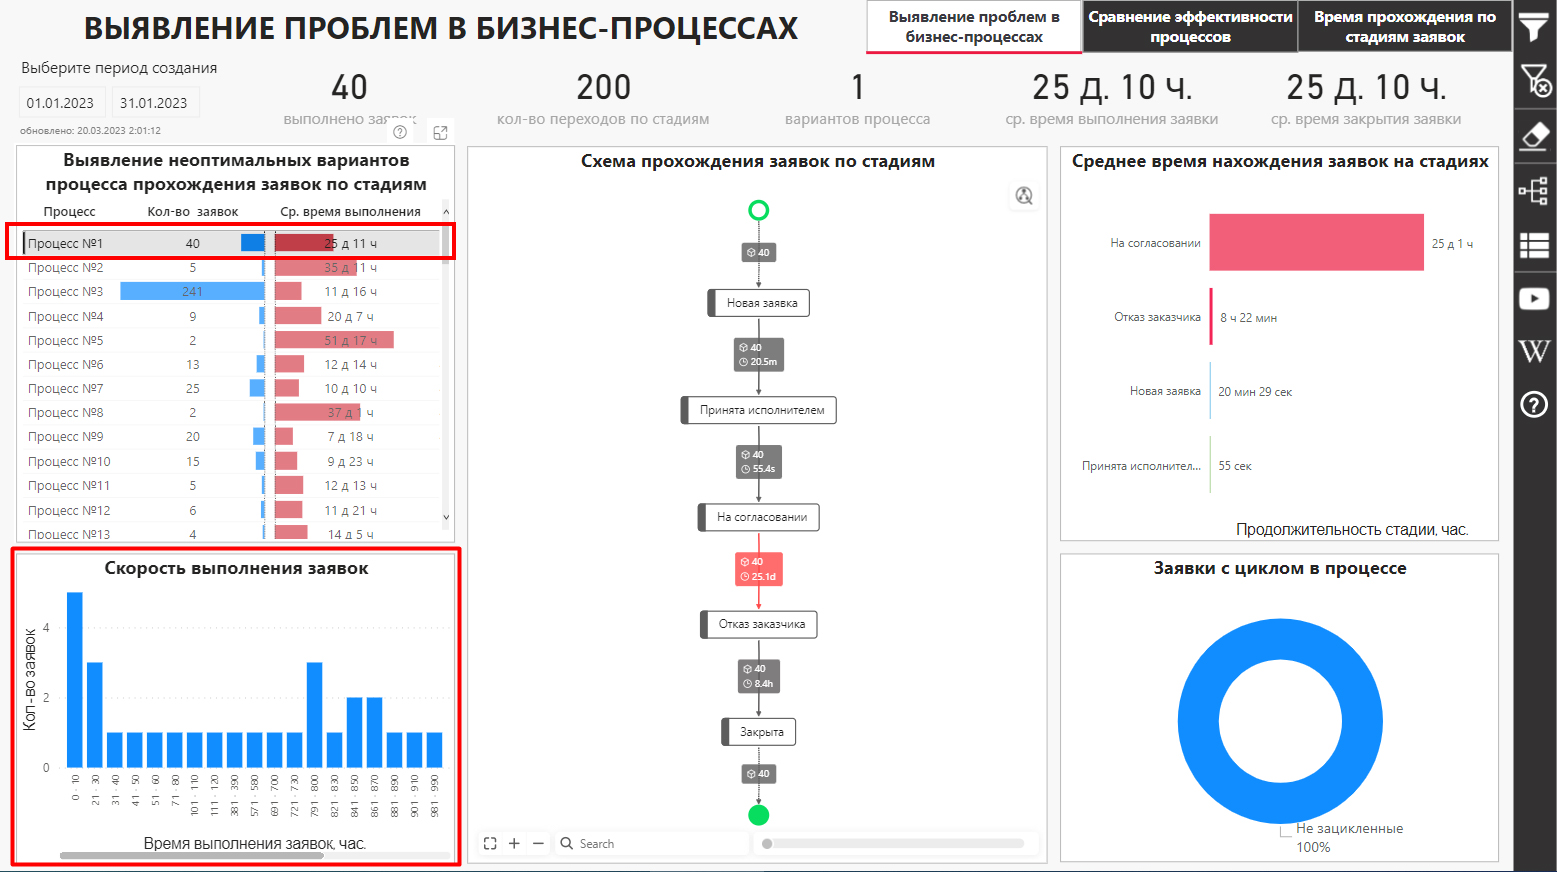 ВЫЯВЛЕНИЕ ПРОБЛЕМ В БИЗНЕС-ПРОЦЕССАХ
Выявление проблем в
бизнес-процессах
Сравнение эффективности
процессов
Время прохождения по
стадиям заявок
Выберите период создания
01.01.2023
31.01.2023
обновлено: 20.03.2023 2:01:12
40
выполнено заявок
200
кол-во переходов по стадиям
1
вариантов процесса
25 д. 10 ч.
ср. время выполнения заявки
25 д. 10 ч.
ср. время закрытия заявки
Выявление неоптимальных вариантов
процесса прохождения заявок по стадиям
Процесс Кол-во заявок Ср. время выполнения
Процесс №1 40 25 д 11 ч
Процесс №2 5 35 д 11 ч
Процесс №3 241 11 д 16 ч
Процесс №4 9 20 д 7 ч
Процесс №5 2 51 д 17 ч
Процесс №6 13 12 д 14 ч
Процесс №7 25 10 д 10 ч
Процесс №8 2 37 д 1 ч
Процесс №9 20 7 д 18 ч
Процесс №10 15 9 д 23 ч
Процесс №11 5 12 д 13 ч
Процесс №12 6 11 д 21 ч
Процесс №13 4 14 д 5 ч
Скорость выполнения заявок
Кол-во заявок
4
2
0
0 - 10
21 - 30
31 - 40
41 - 50
51 - 60
71 - 80
101 - 110
111 - 120
381 - 390
571 - 580
691 - 700
721 - 730
791 - 800
821 - 830
841 - 850
861 - 870
881 - 890
901 - 910
981 - 990
Время выполнения заявок, час.
Схема прохождения заявок по стадиям
40
Новая заявка
40
20.5m
Принята исполнителем
40
55.4s
На согласовании
40
25.1d
Отказ заказчика
40
8.4h
Закрыта
40
Search
Среднее время нахождения заявок на стадиях
На согласовании 25 д 1 ч
Отказ заказчика 8 ч 22 мин
Новая заявка 20 мин 29 сек
Принята исполнител... 55 сек
Продолжительность стадии, час.
Заявки с циклом в процессе
Не зацикленные
100%
W